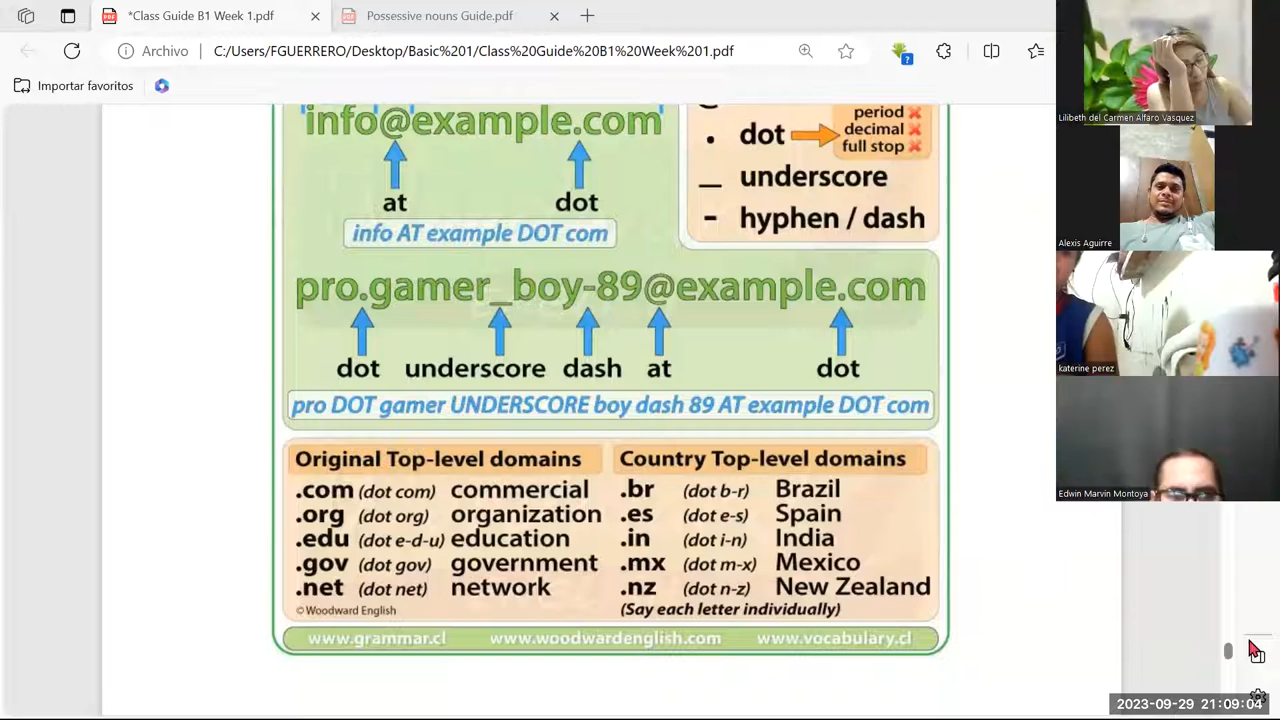 *Class Guide B1 Week 1.pdf
Possessive nouns Guide.pdf
Archivo
C:/Users/FGUERRERO/Desktop/Basic%201/Class%20Guide%20B1%20Week%201.pdf
Importar favoritos
info@example.com
at
dot
info AT example DOT com
period
. dot
decimal
full stop
_ underscore
- hyphen / dash
pro.gamer_boy-89@example.com
dot underscore dash at dot
pro DOT gamer UNDERSCORE boy dash 89 AT example DOT com
Original Top-level domains
.com (dot com) commercial
.org (dot org) organization
.edu (dot e-d-u) education
.gov (dot gov) government
.net (dot net) network
© Woodward English
Country Top-level domains
.br (dot b-r) Brazil
.es (dot e-s) Spain
.in (dot i-n) India
.mx (dot m-x) Mexico
.nz (dot n-z) New Zealand
(Say each letter individually)
www.grammar.cl www.woodwardenglish.com www.vocabulary.cl
Lilibeth del Carmen Alfaro Vasquez
Alexis Aguirre
katerine perez
Edwin Marvin Montoya Y
2023-09-29 21:09:04